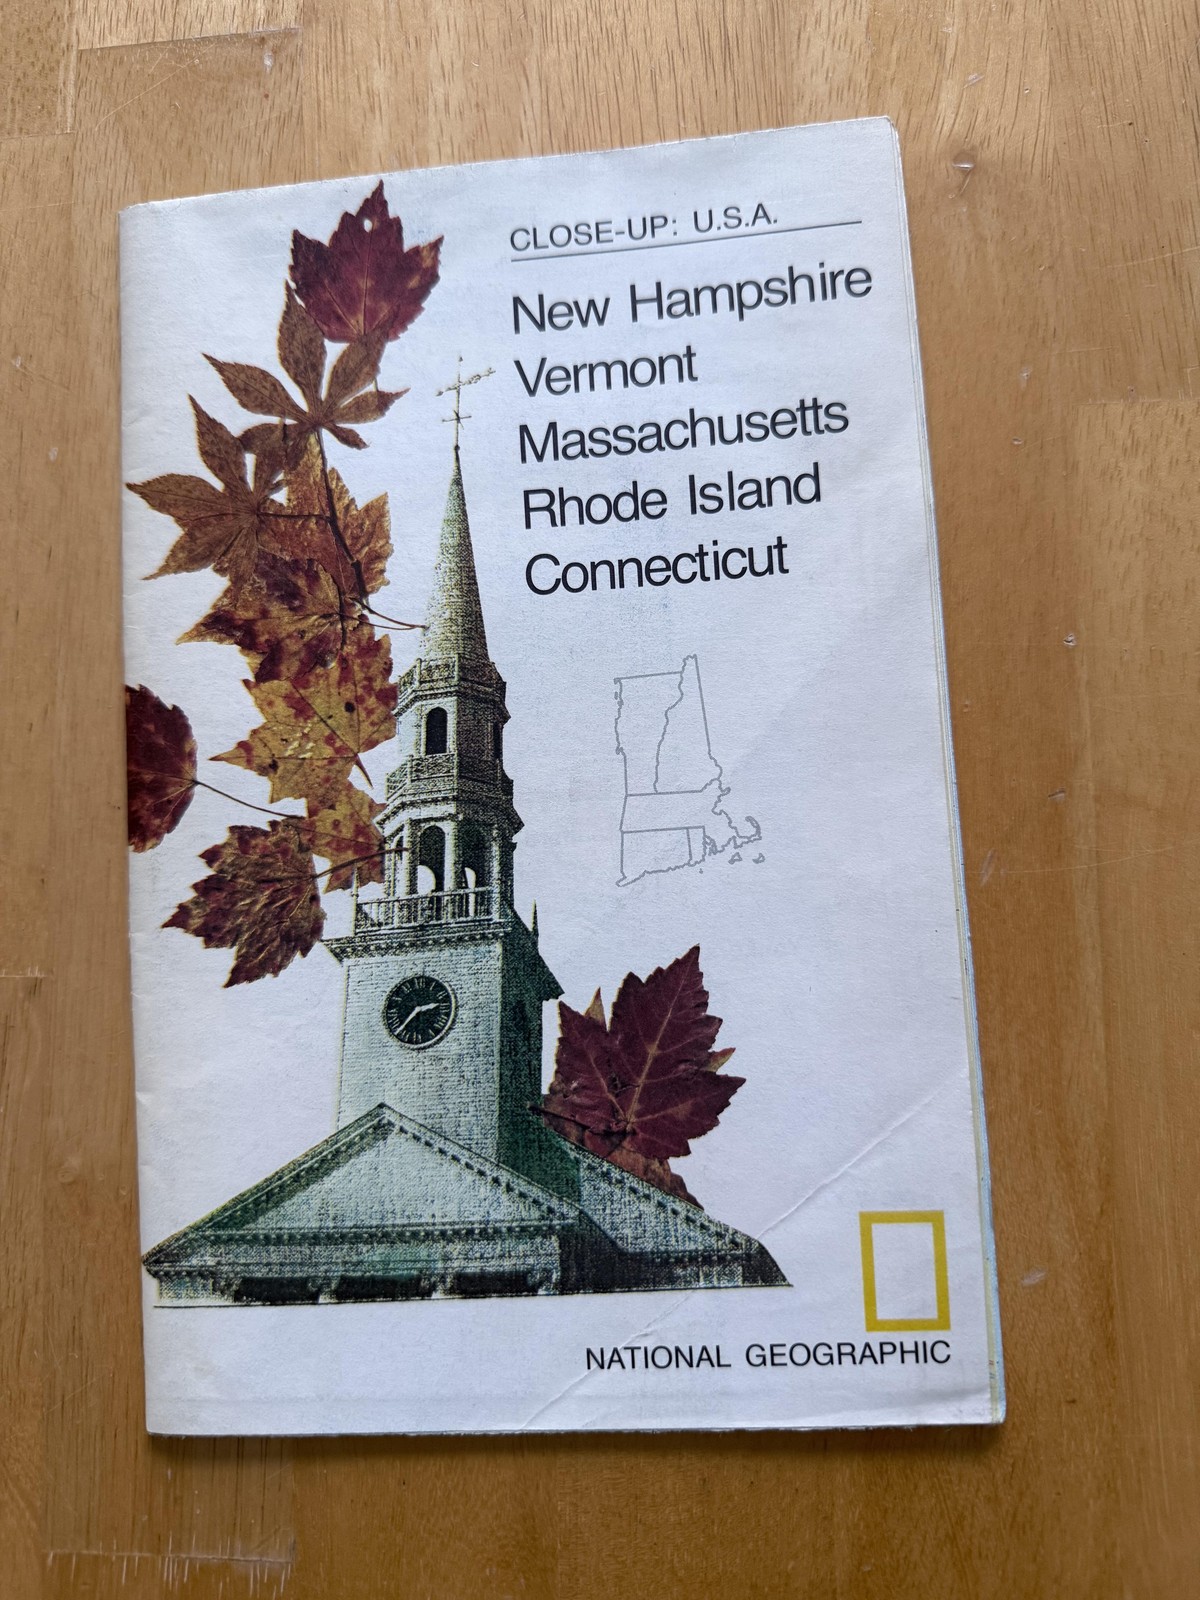 CLOSE-UP: U.S.A.
New Hampshire
Vermont
Massachusetts
Rhode Island
Connecticut
NATIONAL GEOGRAPHIC